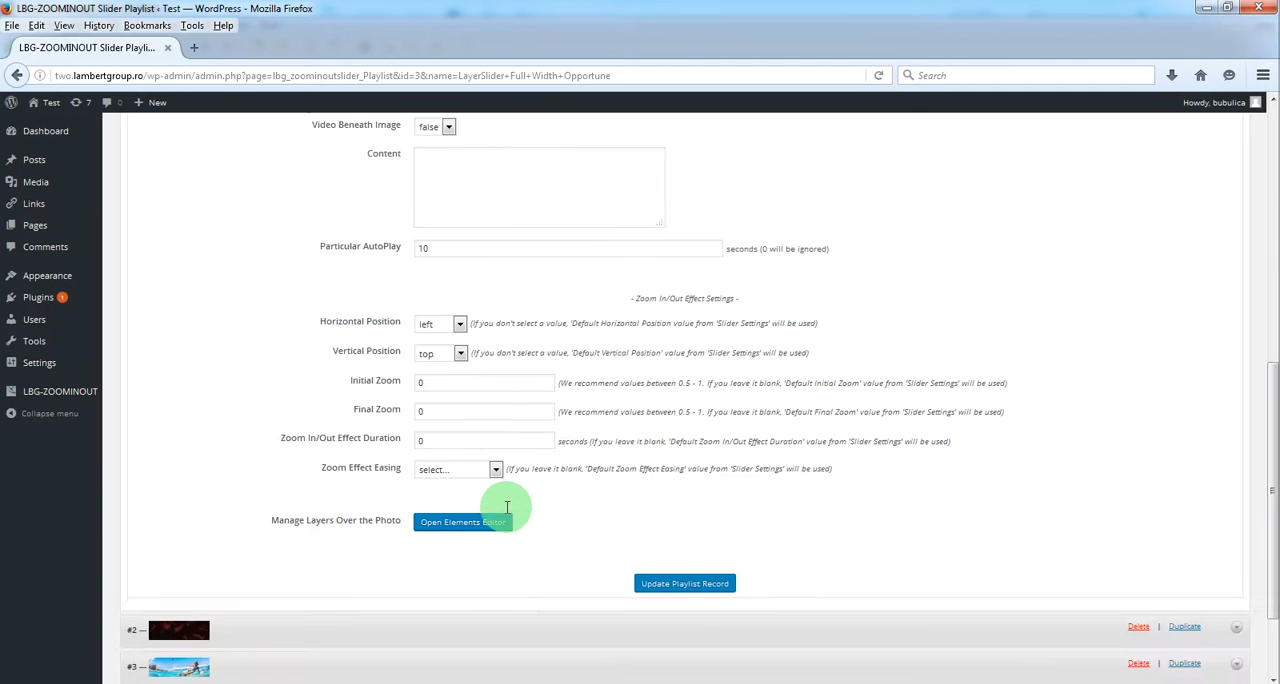 LBG-ZOOMINOUT Slider Playlist ‹ Test — WordPress - Mozilla Firefox
File Edit View History Bookmarks Tools Help
LBG-ZOOMINOUT Slider Playli... × +
two.lambertgroup.ro/wp-admin/admin.php?page=lbg_zoominoutslider_Playlist&id=3&name=LayerSlider+Full+Width+Opportune
Search
Test 7 0 + New
Howdy, bubulica
Dashboard
Posts
Media
Links
Pages
Comments
Appearance
Plugins 1
Users
Tools
Settings
LBG-ZOOMINOUT
Collapse menu
Video Beneath Image false
Content
Particular AutoPlay 10 seconds (0 will be ignored)
- Zoom In/Out Effect Settings -
Horizontal Position left (If you don't select a value, 'Default Horizontal Position value from 'Slider Settings' will be used)
Vertical Position top (If you don't select a value, 'Default Vertical Position' value from 'Slider Settings' will be used)
Initial Zoom 0 (We recommend values between 0.5 - 1. If you leave it blank, 'Default Initial Zoom' value from 'Slider Settings' will be used)
Final Zoom 0 (We recommend values between 0.5 - 1. If you leave it blank, 'Default Final Zoom' value from 'Slider Settings' will be used)
Zoom In/Out Effect Duration 0 seconds (If you leave it blank, 'Default Zoom In/Out Effect Duration' value from 'Slider Settings' will be used)
Zoom Effect Easing select... (If you leave it blank, 'Default Zoom Effect Easing' value from 'Slider Settings' will be used)
Manage Layers Over the Photo Open Elements Editor
Update Playlist Record
#2 — Delete | Duplicate
#3 — Delete | Duplicate